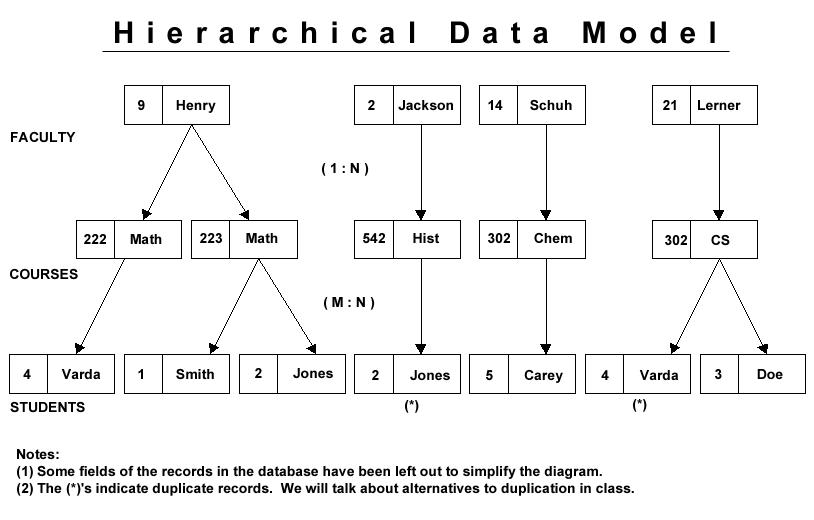 Hierarchical Data Model
9 Henry 2 Jackson 14 Schuh 21 Lerner
FACULTY
( 1 : N )
222 Math 223 Math 542 Hist 302 Chem 302 CS
COURSES
( M : N )
4 Varda 1 Smith 2 Jones 2 Jones 5 Carey 4 Varda 3 Doe
STUDENTS (*) (*)
Notes:
(1) Some fields of the records in the database have been left out to simplify the diagram.
(2) The (*)'s indicate duplicate records. We will talk about alternatives to duplication in class.